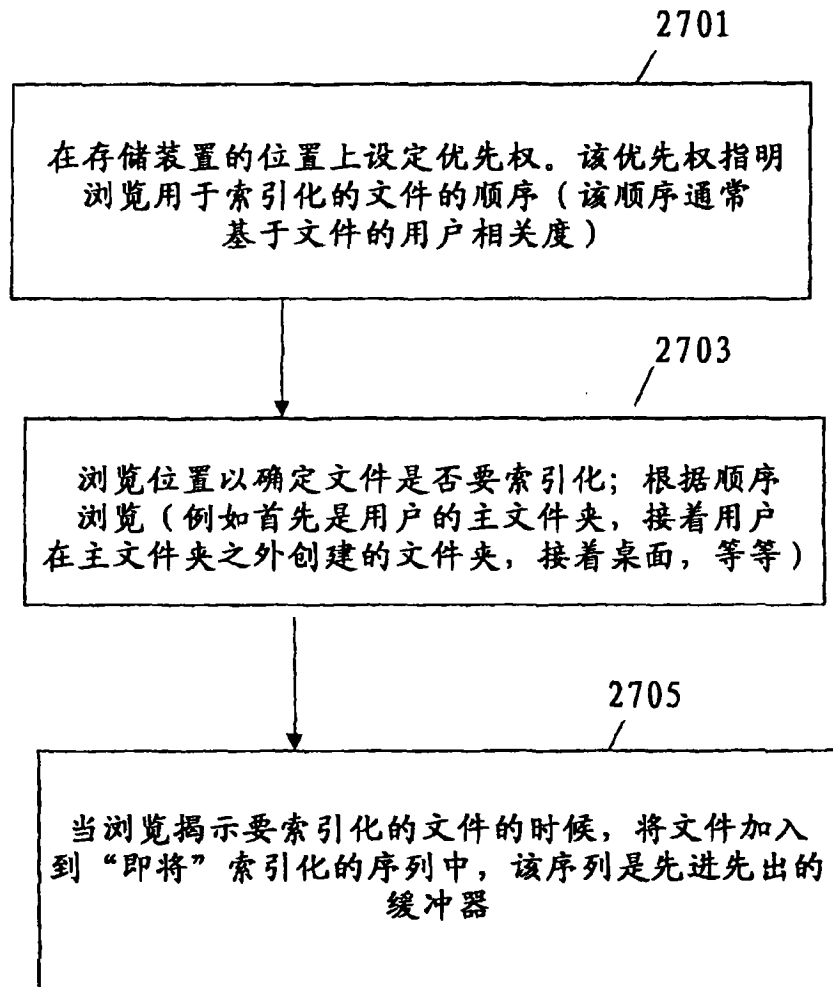 2701
在存储装置的位置上设定优先权。该优先权指明
浏览用于索引化的文件的顺序（该顺序通常
基于文件的用户相关度）
2703
浏览位置以确定文件是否要索引化；根据顺序
浏览（例如首先是用户的主文件夹，接着用户
在主文件夹之外创建的文件夹，接着桌面，等等）
2705
当浏览揭示要索引化的文件的时候，将文件加入
到“即将”索引化的序列中，该序列是先进先出的
缓冲器